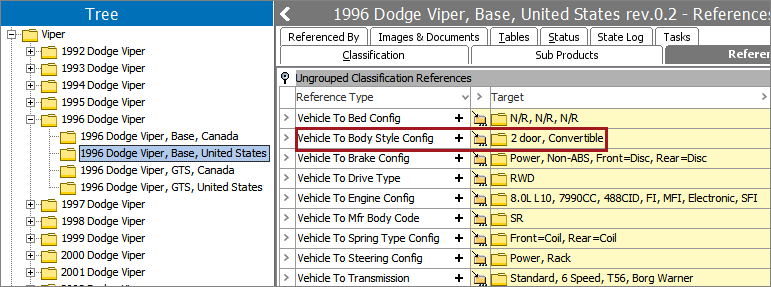 Tree
Viper
1992 Dodge Viper
1993 Dodge Viper
1994 Dodge Viper
1995 Dodge Viper
1996 Dodge Viper
1996 Dodge Viper, Base, Canada
1996 Dodge Viper, Base, United States
1996 Dodge Viper, GTS, Canada
1996 Dodge Viper, GTS, United States
1997 Dodge Viper
1998 Dodge Viper
1999 Dodge Viper
2000 Dodge Viper
2001 Dodge Viper
1996 Dodge Viper, Base, United States rev.0.2 - References
Referenced By Images & Documents Tables Status State Log Tasks
Classification Sub Products Referen
Ungrouped Classification References
Reference Type > Target
> Vehicle To Bed Config + N/R, N/R, N/R
> Vehicle To Body Style Config + 2 door, Convertible
> Vehicle To Brake Config + Power, Non-ABS, Front=Disc, Rear=Disc
> Vehicle To Drive Type + RWD
> Vehicle To Engine Config + 8.0L L10, 7990CC, 488CID, FI, MFI, Electronic, SFI
> Vehicle To Mfr Body Code + SR
> Vehicle To Spring Type Config + Front=Coil, Rear=Coil
> Vehicle To Steering Config + Power, Rack
> Vehicle To Transmission + Standard, 6 Speed, T56, Borg Warner